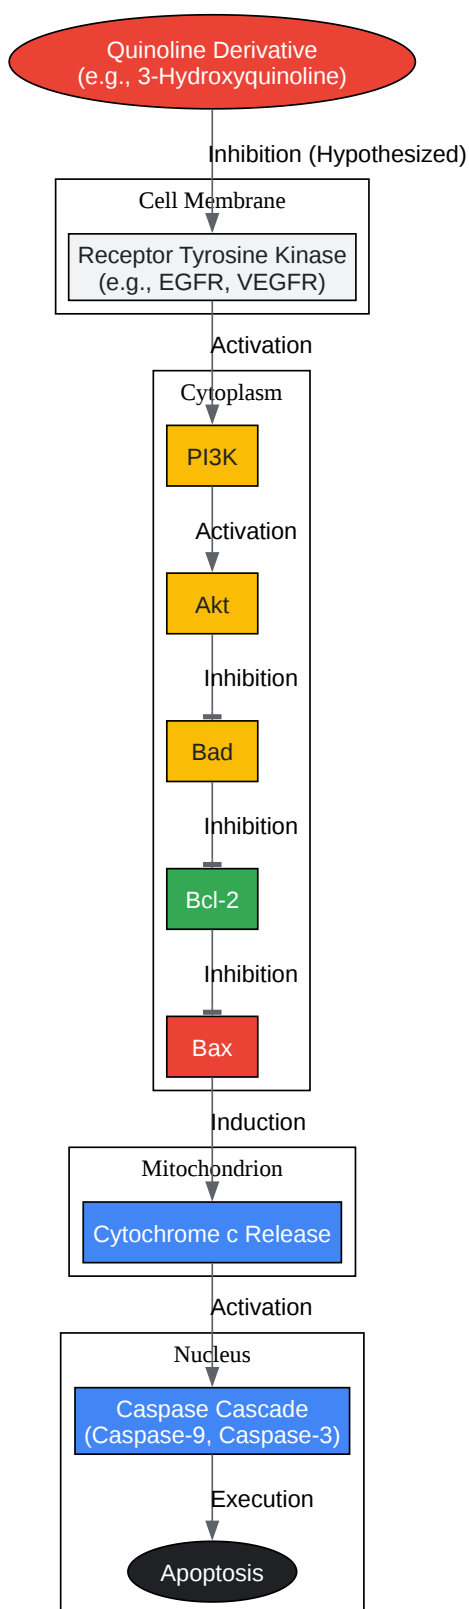 Quinoline Derivative
(e.g., 3-Hydroxyquinoline)
Inhibition (Hypothesized)
Cell Membrane
Receptor Tyrosine Kinase
(e.g., EGFR, VEGFR)
Activation
Cytoplasm
PI3K
Activation
Akt
Inhibition
Bad
Inhibition
Bcl-2
Inhibition
Bax
Induction
Mitochondrion
Cytochrome c Release
Activation
Nucleus
Caspase Cascade
(Caspase-9, Caspase-3)
Execution
Apoptosis